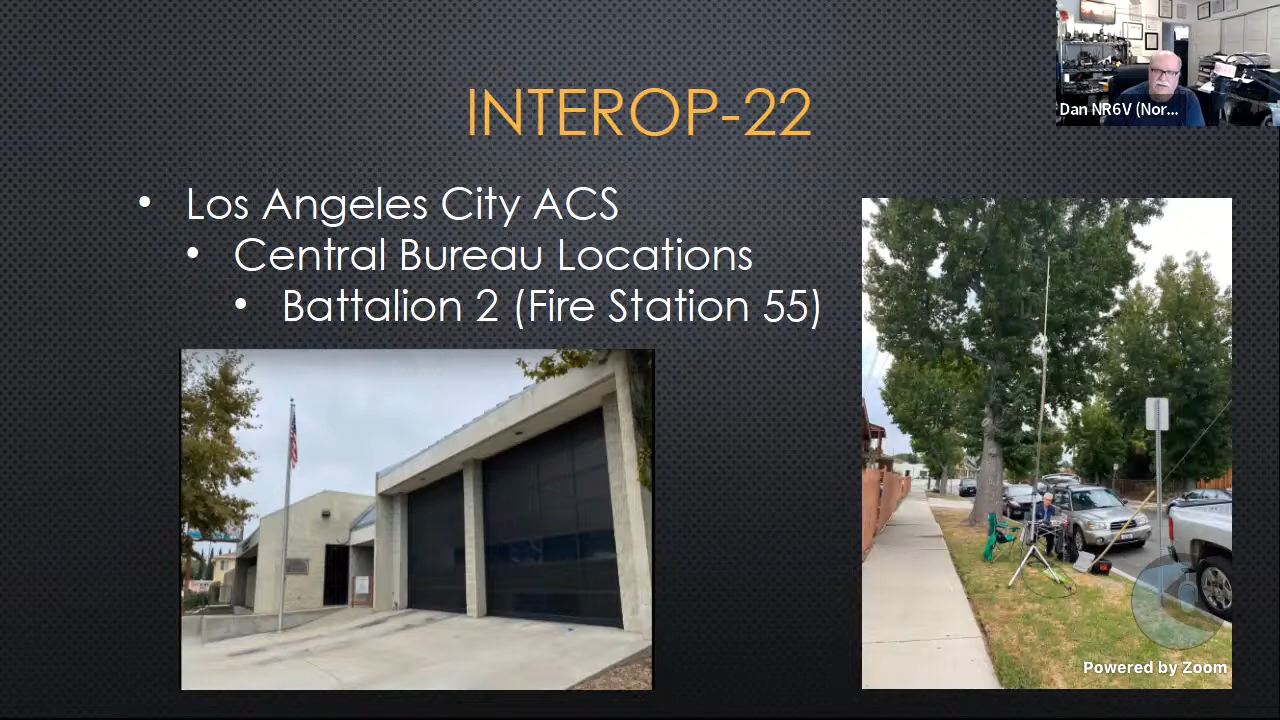 INTEROP-22
Dan NR6V (Nor...
• Los Angeles City ACS
• Central Bureau Locations
• Battalion 2 (Fire Station 55)
Powered by Zoom